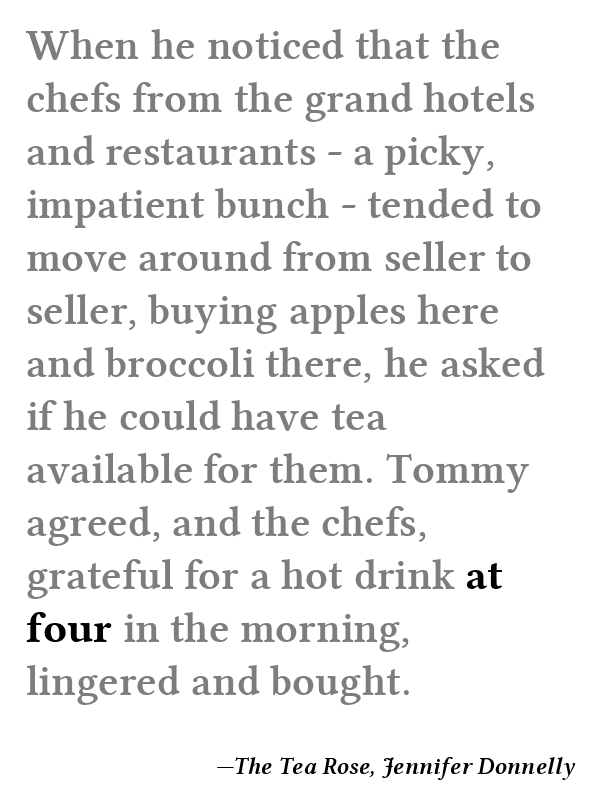 When he noticed that the
chefs from the grand hotels
and restaurants - a picky,
impatient bunch - tended to
move around from seller to
seller, buying apples here
and broccoli there, he asked
if he could have tea
available for them. Tommy
agreed, and the chefs,
grateful for a hot drink at
four in the morning,
lingered and bought.
—The Tea Rose, Jennifer Donnelly